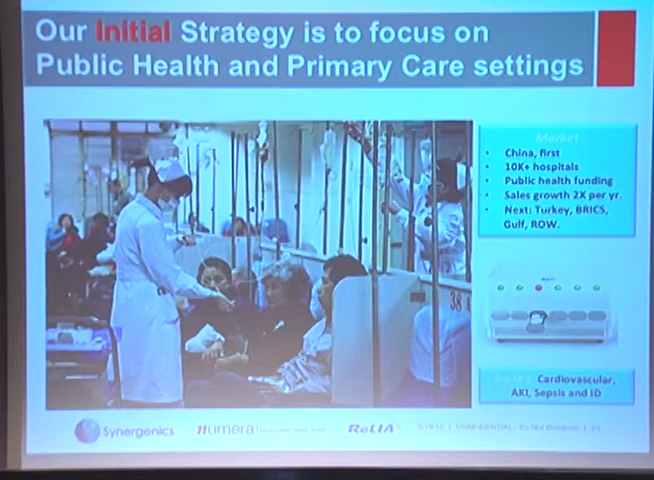 Our Initial Strategy is to focus on
Public Health and Primary Care settings
Market
• China, first
• 10K+ hospitals
• Public health funding
• Sales growth 2X per yr.
• Next: Turkey, BRICS,
Gulf, ROW.
38
Cardiovascular,
AKI, Sepsis and ID
Synergenics
numera
ReLIA
CONFIDENTIAL - Do Not Distribute | 23